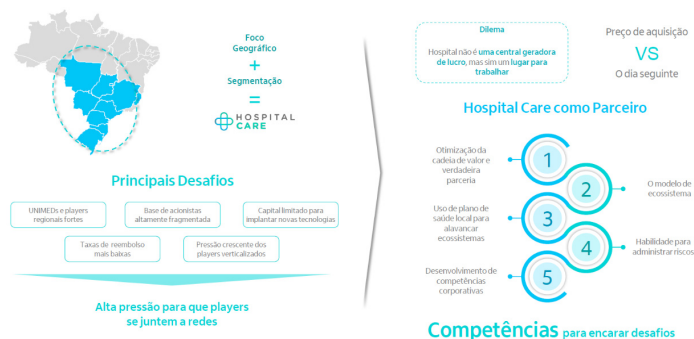 Foco
Geográfico
+
Segmentação
=
HOSPITAL
CARE
Principais Desafios
UNIMEDs e players
regionais fortes
Base de acionistas
altamente fragmentada
Capital limitado para
implantar novas tecnologias
Taxas de reembolso
mais baixas
Pressão crescente dos
players verticalizados
Alta pressão para que players
se juntem a redes
Dilema
Hospital não é uma central geradora
de lucro, mas sim um lugar para
trabalhar
Preço de aquisição
VS
O dia seguinte
Hospital Care como Parceiro
Otimização da
cadeia de valor e
verdadeira
parceria
1
2
O modelo de
ecossistema
Uso de plano de
saúde local para
alavancar
ecossistemas
3
4
Habilidade para
administrar riscos
Desenvolvimento de
competências
corporativas
5
Competências para encarar desafios